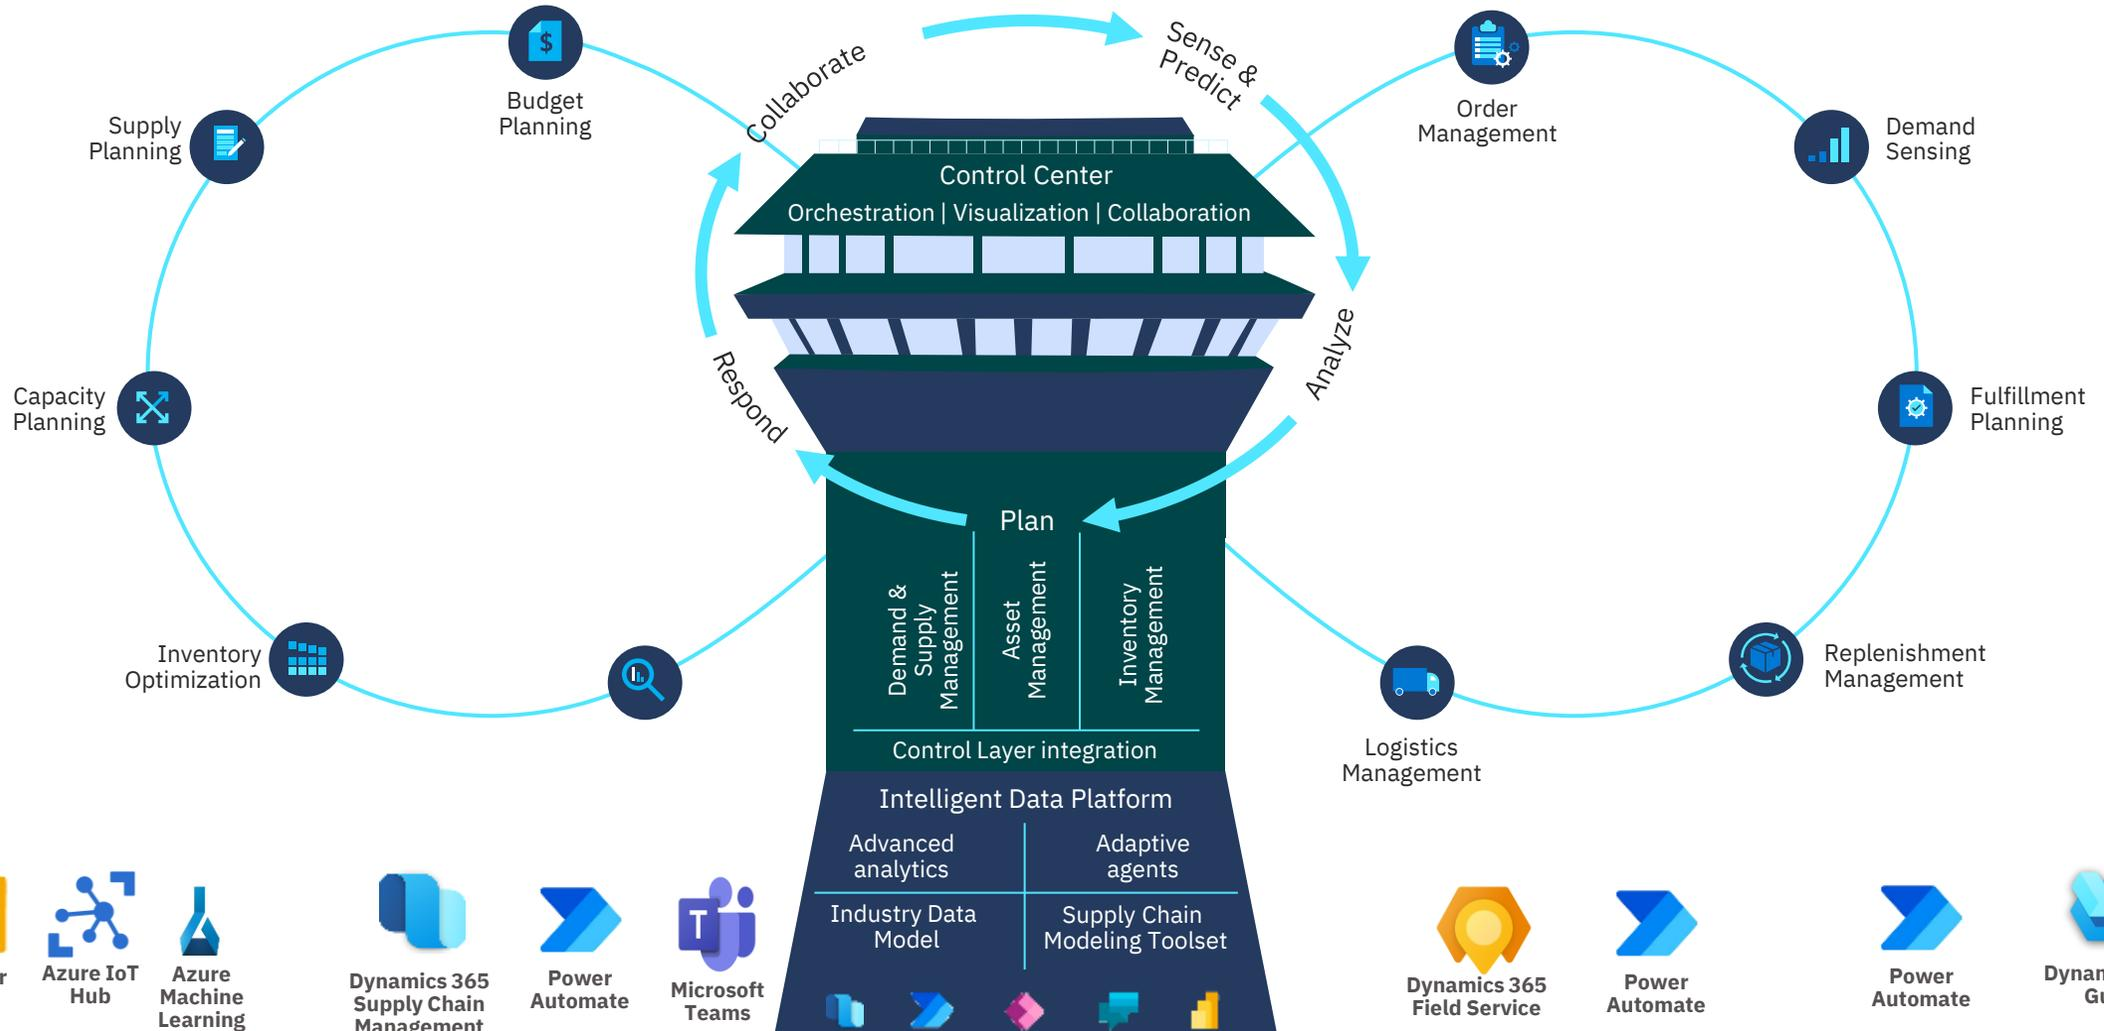 Collaborate
Sense &
Predict
Analyze
Plan
Respond
Budget
Planning
Supply
Planning
Capacity
Planning
Inventory
Optimization
Order
Management
Demand
Sensing
Fulfillment
Planning
Replenishment
Management
Logistics
Management
Control Center
Orchestration | Visualization | Collaboration
Demand &
Supply
Management
Asset
Management
Inventory
Management
Control Layer integration
Intelligent Data Platform
Advanced
analytics
Adaptive
agents
Industry Data
Model
Supply Chain
Modeling Toolset
Azure IoT
Hub
Azure
Machine
Learning
Dynamics 365
Supply Chain
Management
Power
Automate
T
Microsoft
Teams
Dynamics 365
Field Service
Power
Automate
Power
Automate
$